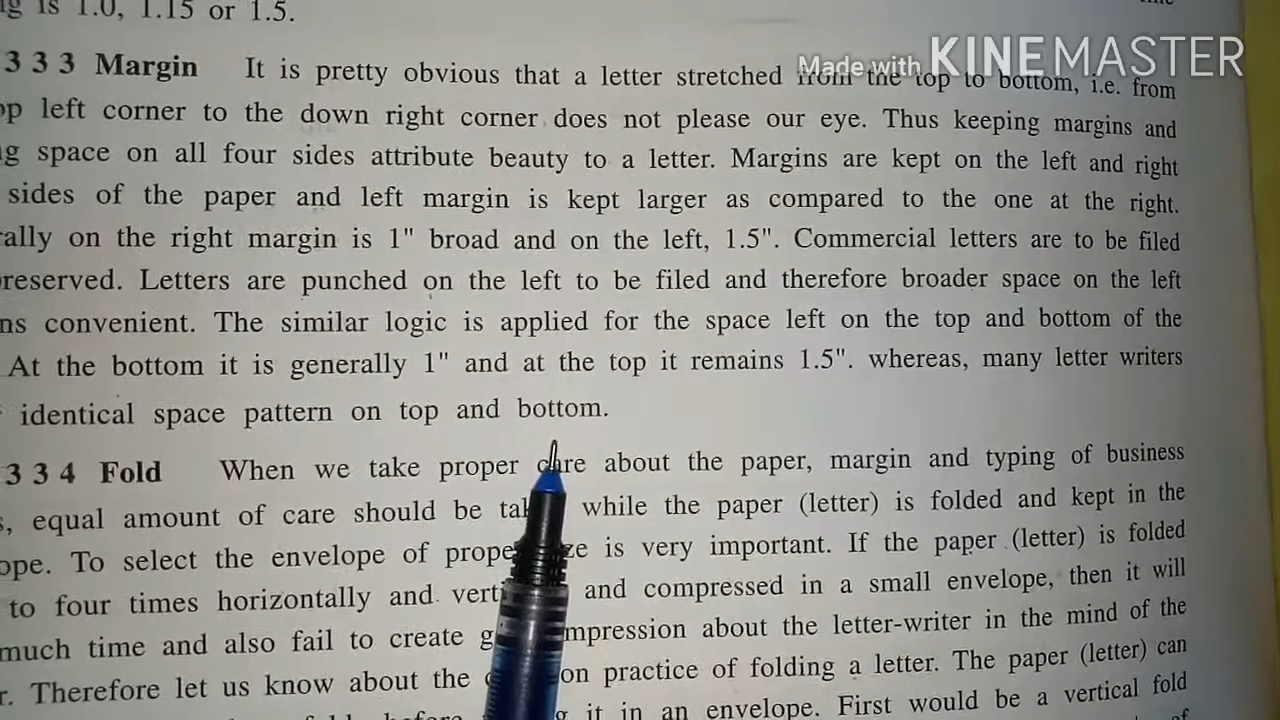 is 1.0, 1.15 or 1.5.
Made with KINEMASTER
3 3 3 Margin It is pretty obvious that a letter stretched from the top to bottom, i.e. from
left corner to the down right corner does not please our eye. Thus keeping margins and
space on all four sides attribute beauty to a letter. Margins are kept on the left and right
sides of the paper and left margin is kept larger as compared to the one at the right.
on the right margin is 1" broad and on the left, 1.5". Commercial letters are to be filed
Letters are punched on the left to be filed and therefore broader space on the left
convenient. The similar logic is applied for the space left on the top and bottom of the
At the bottom it is generally 1" and at the top it remains 1.5". whereas, many letter writers
identical space pattern on top and bottom.
3 3 4 Fold When we take proper care about the paper, margin and typing of business
equal amount of care should be while the paper (letter) is folded and kept in the
To select the envelope of is very important. If the paper (letter) is folded
to four times horizontally and and compressed in a small envelope, then it will
much time and also fail to create about the letter-writer in the mind of the
Therefore let us know about the practice of folding a letter. The paper (letter) can
it in an envelope. First would be a vertical fold
of